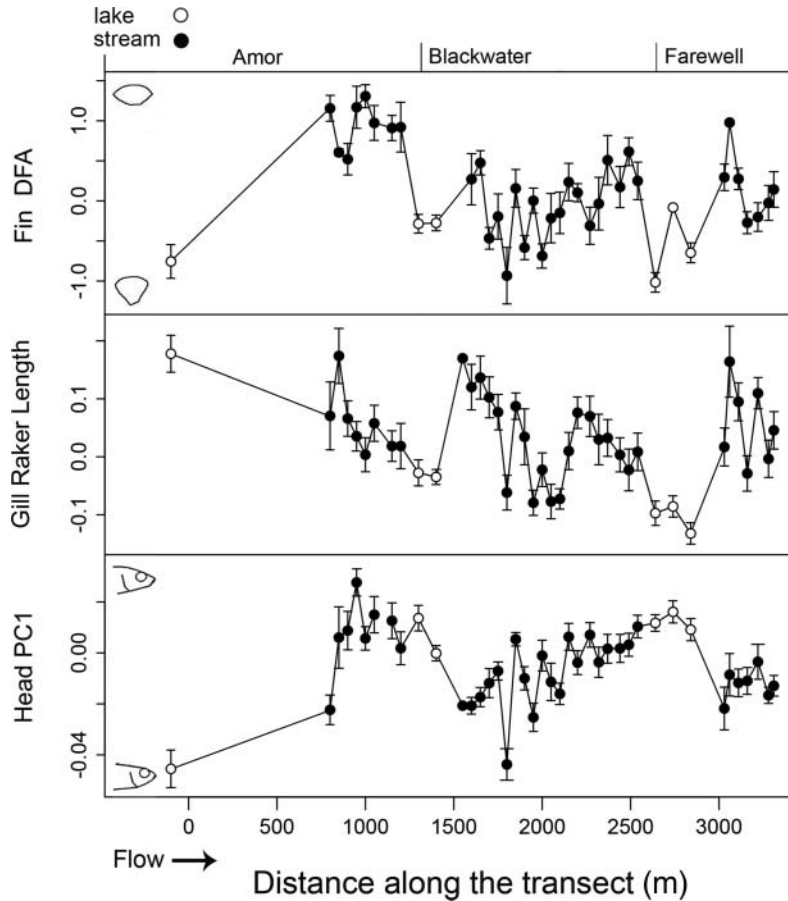 lake
stream
Amor Blackwater Farewell
Fin DFA
1.0
0.0
-1.0
Gill Raker Length
0.1
0.0
-0.1
Head PC1
0.00
-0.04
0 500 1000 1500 2000 2500 3000
Flow
Distance along the transect (m)